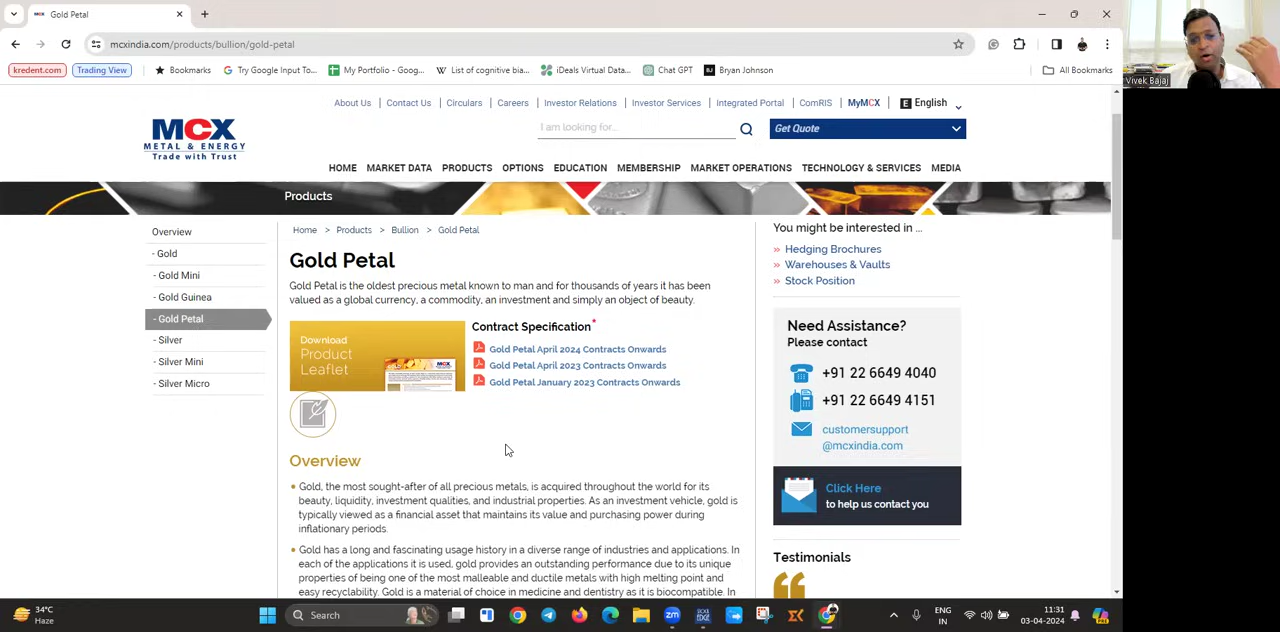 MCX Gold Petal
mcxindia.com/products/bullion/gold-petal
kredent.com Trading View Bookmarks Try Google Input To... My Portfolio - Goog... List of cognitive bia... iDeals Virtual Data... Chat GPT BJ Bryan Johnson All Bookmarks
Vivek Bajaj
About Us Contact Us Circulars Careers Investor Relations Investor Services Integrated Portal ComRIS MyMCX E English
MCX
METAL & ENERGY
Trade with Trust
I am looking for...
Get Quote
HOME MARKET DATA PRODUCTS OPTIONS EDUCATION MEMBERSHIP MARKET OPERATIONS TECHNOLOGY & SERVICES MEDIA
Products
Overview
- Gold
- Gold Mini
- Gold Guinea
- Gold Petal
- Silver
- Silver Mini
- Silver Micro
Home > Products > Bullion > Gold Petal
Gold Petal
Gold Petal is the oldest precious metal known to man and for thousands of years it has been
valued as a global currency, a commodity, an investment and simply an object of beauty.
Download
Product
Leaflet
MCX
Contract Specification*
Gold Petal April 2024 Contracts Onwards
Gold Petal April 2023 Contracts Onwards
Gold Petal January 2023 Contracts Onwards
Overview
Gold, the most sought-after of all precious metals, is acquired throughout the world for its
beauty, liquidity, investment qualities, and industrial properties. As an investment vehicle, gold is
typically viewed as a financial asset that maintains its value and purchasing power during
inflationary periods.
Gold has a long and fascinating usage history in a diverse range of industries and applications. In
each of the applications it is used, gold provides an outstanding performance due to its unique
properties of being one of the most malleable and ductile metals with high melting point and
easy recyclability. Gold is a material of choice in medicine and dentistry as it is biocompatible. In
You might be interested in ...
» Hedging Brochures
» Warehouses & Vaults
» Stock Position
Need Assistance?
Please contact
+91 22 6649 4040
+91 22 6649 4151
customersupport
@mcxindia.com
Click Here
to help us contact you
Testimonials
34°C
Haze
Search
zm
ENG
IN
11:31
03-04-2024